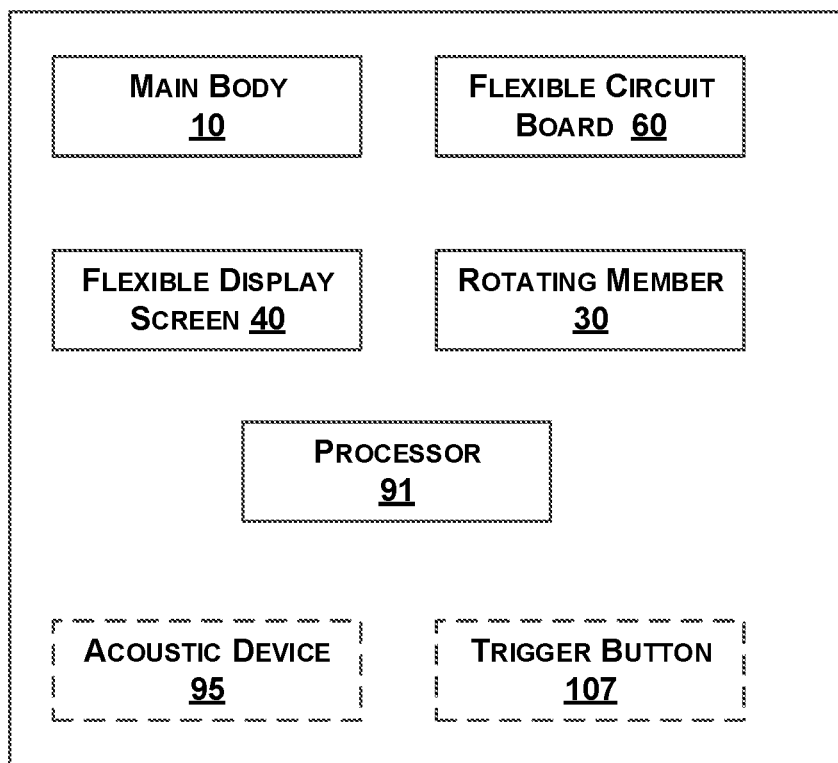 MAIN BODY
10
FLEXIBLE CIRCUIT
BOARD 60
FLEXIBLE DISPLAY
SCREEN 40
ROTATING MEMBER
30
PROCESSOR
91
ACOUSTIC DEVICE
95
TRIGGER BUTTON
107